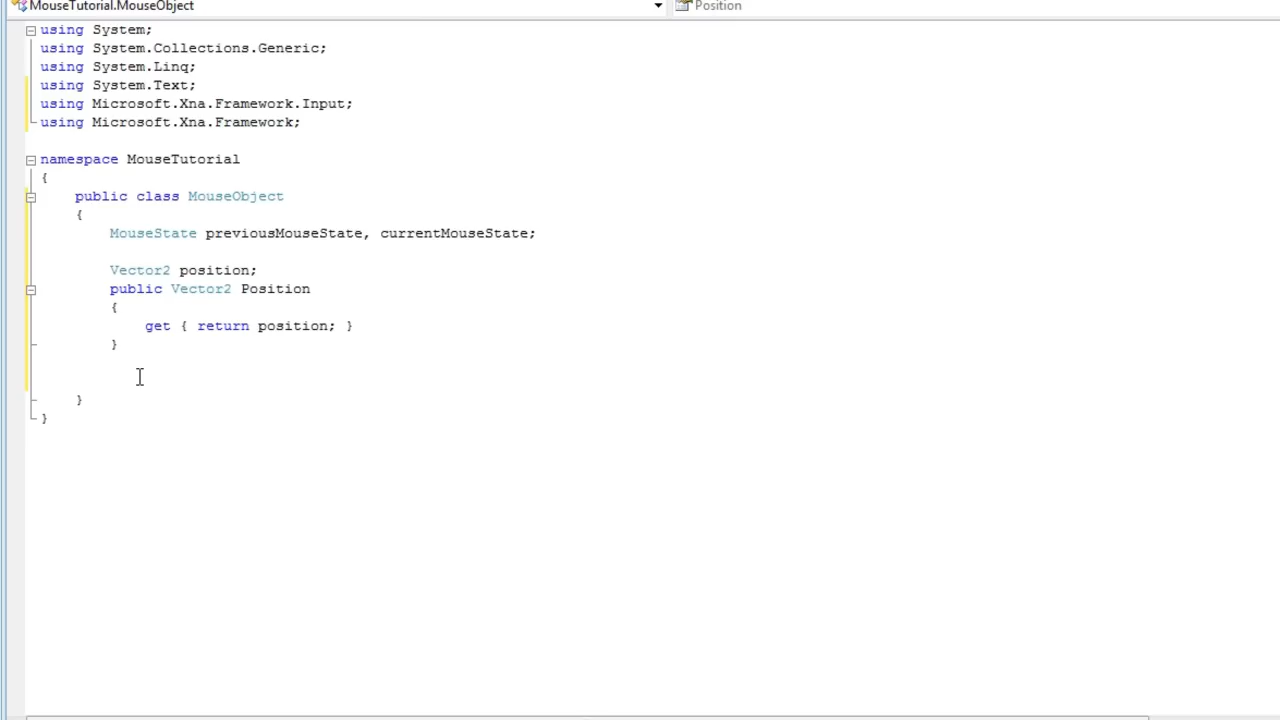 MouseTutorial.MouseObject
Position
using System;
using System.Collections.Generic;
using System.Linq;
using System.Text;
using Microsoft.Xna.Framework.Input;
using Microsoft.Xna.Framework;
namespace MouseTutorial
{
public class MouseObject
{
MouseState previousMouseState, currentMouseState;
Vector2 position;
public Vector2 Position
{
get { return position; }
}
}
}